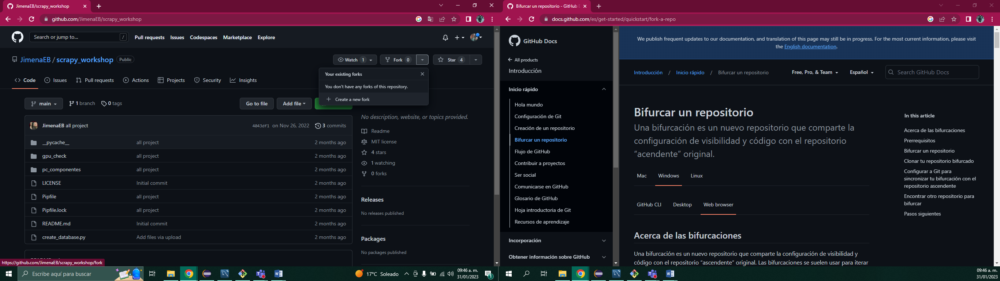 JimenaEB/scrapy_workshop
github.com/JimenaEB/scrapy_workshop
Search or jump to... /
Pull requests Issues Codespaces Marketplace Explore
JimenaEB / scrapy_workshop Public
Watch 1 Fork 0 Star 4
Code Issues Pull requests Actions Projects Security Insights
Your existing forks
You don't have any forks of this repository.
Create a new fork
main 1 branch 0 tags
Go to file Add file
JimenaEB all project 4043df1 on Nov 26, 2022 3 commits
__pycache__ all project 2 months ago
gpu_check all project 2 months ago
pc_componentes all project 2 months ago
LICENSE Initial commit 2 months ago
Pipfile all project 2 months ago
Pipfile.lock all project 2 months ago
README.md Initial commit 2 months ago
create_database.py Add files via upload 2 months ago
No description, website, or topics provided.
Readme
MIT license
4 stars
1 watching
0 forks
Releases
No releases published
Packages
No packages published
https://github.com/JimenaEB/scrapy_workshop/fork
Escribe aquí para buscar
17°C Soleado
09:46 a. m.
31/01/2023
1
Bifurcar un repositorio - GitHub D
docs.github.com/es/get-started/quickstart/fork-a-repo
GitHub Docs
All products
Introducción
Inicio rápido
Hola mundo
Configuración de Git
Creación de un repositorio
Bifurcar un repositorio
Flujo de GitHub
Contribuir a proyectos
Ser social
Comunicarse en GitHub
Glosario de GitHub
Hoja introductoria de Git
Recursos de aprendizaje
Incorporación
Obtener información sobre GitHub
We publish frequent updates to our documentation, and translation of this page may still be in progress. For the most current information, please visit
the English documentation.
Introducción / Inicio rápido / Bifurcar un repositorio
Free, Pro, & Team Español Search GitHub Docs
Bifurcar un repositorio
Una bifurcación es un nuevo repositorio que comparte la
configuración de visibilidad y código con el repositorio
“acendente” original.
Mac Windows Linux
GitHub CLI Desktop Web browser
Acerca de las bifurcaciones
Una bifurcación es un nuevo repositorio que comparte la configuración de visibilidad y
código con el repositorio “ascendente” original. Las bifurcaciones se suelen usar para iterar
In this article
Acerca de las bifurcaciones
Prerrequisitos
Bifurcar un repositorio
Clonar tu repositorio bifurcado
Configurar a Git para
sincronizar tu bifurcación con el
repositorio ascendente
Encontrar otro repositorio para
bifurcar
Pasos siguientes
09:46 a. m.
31/01/2023